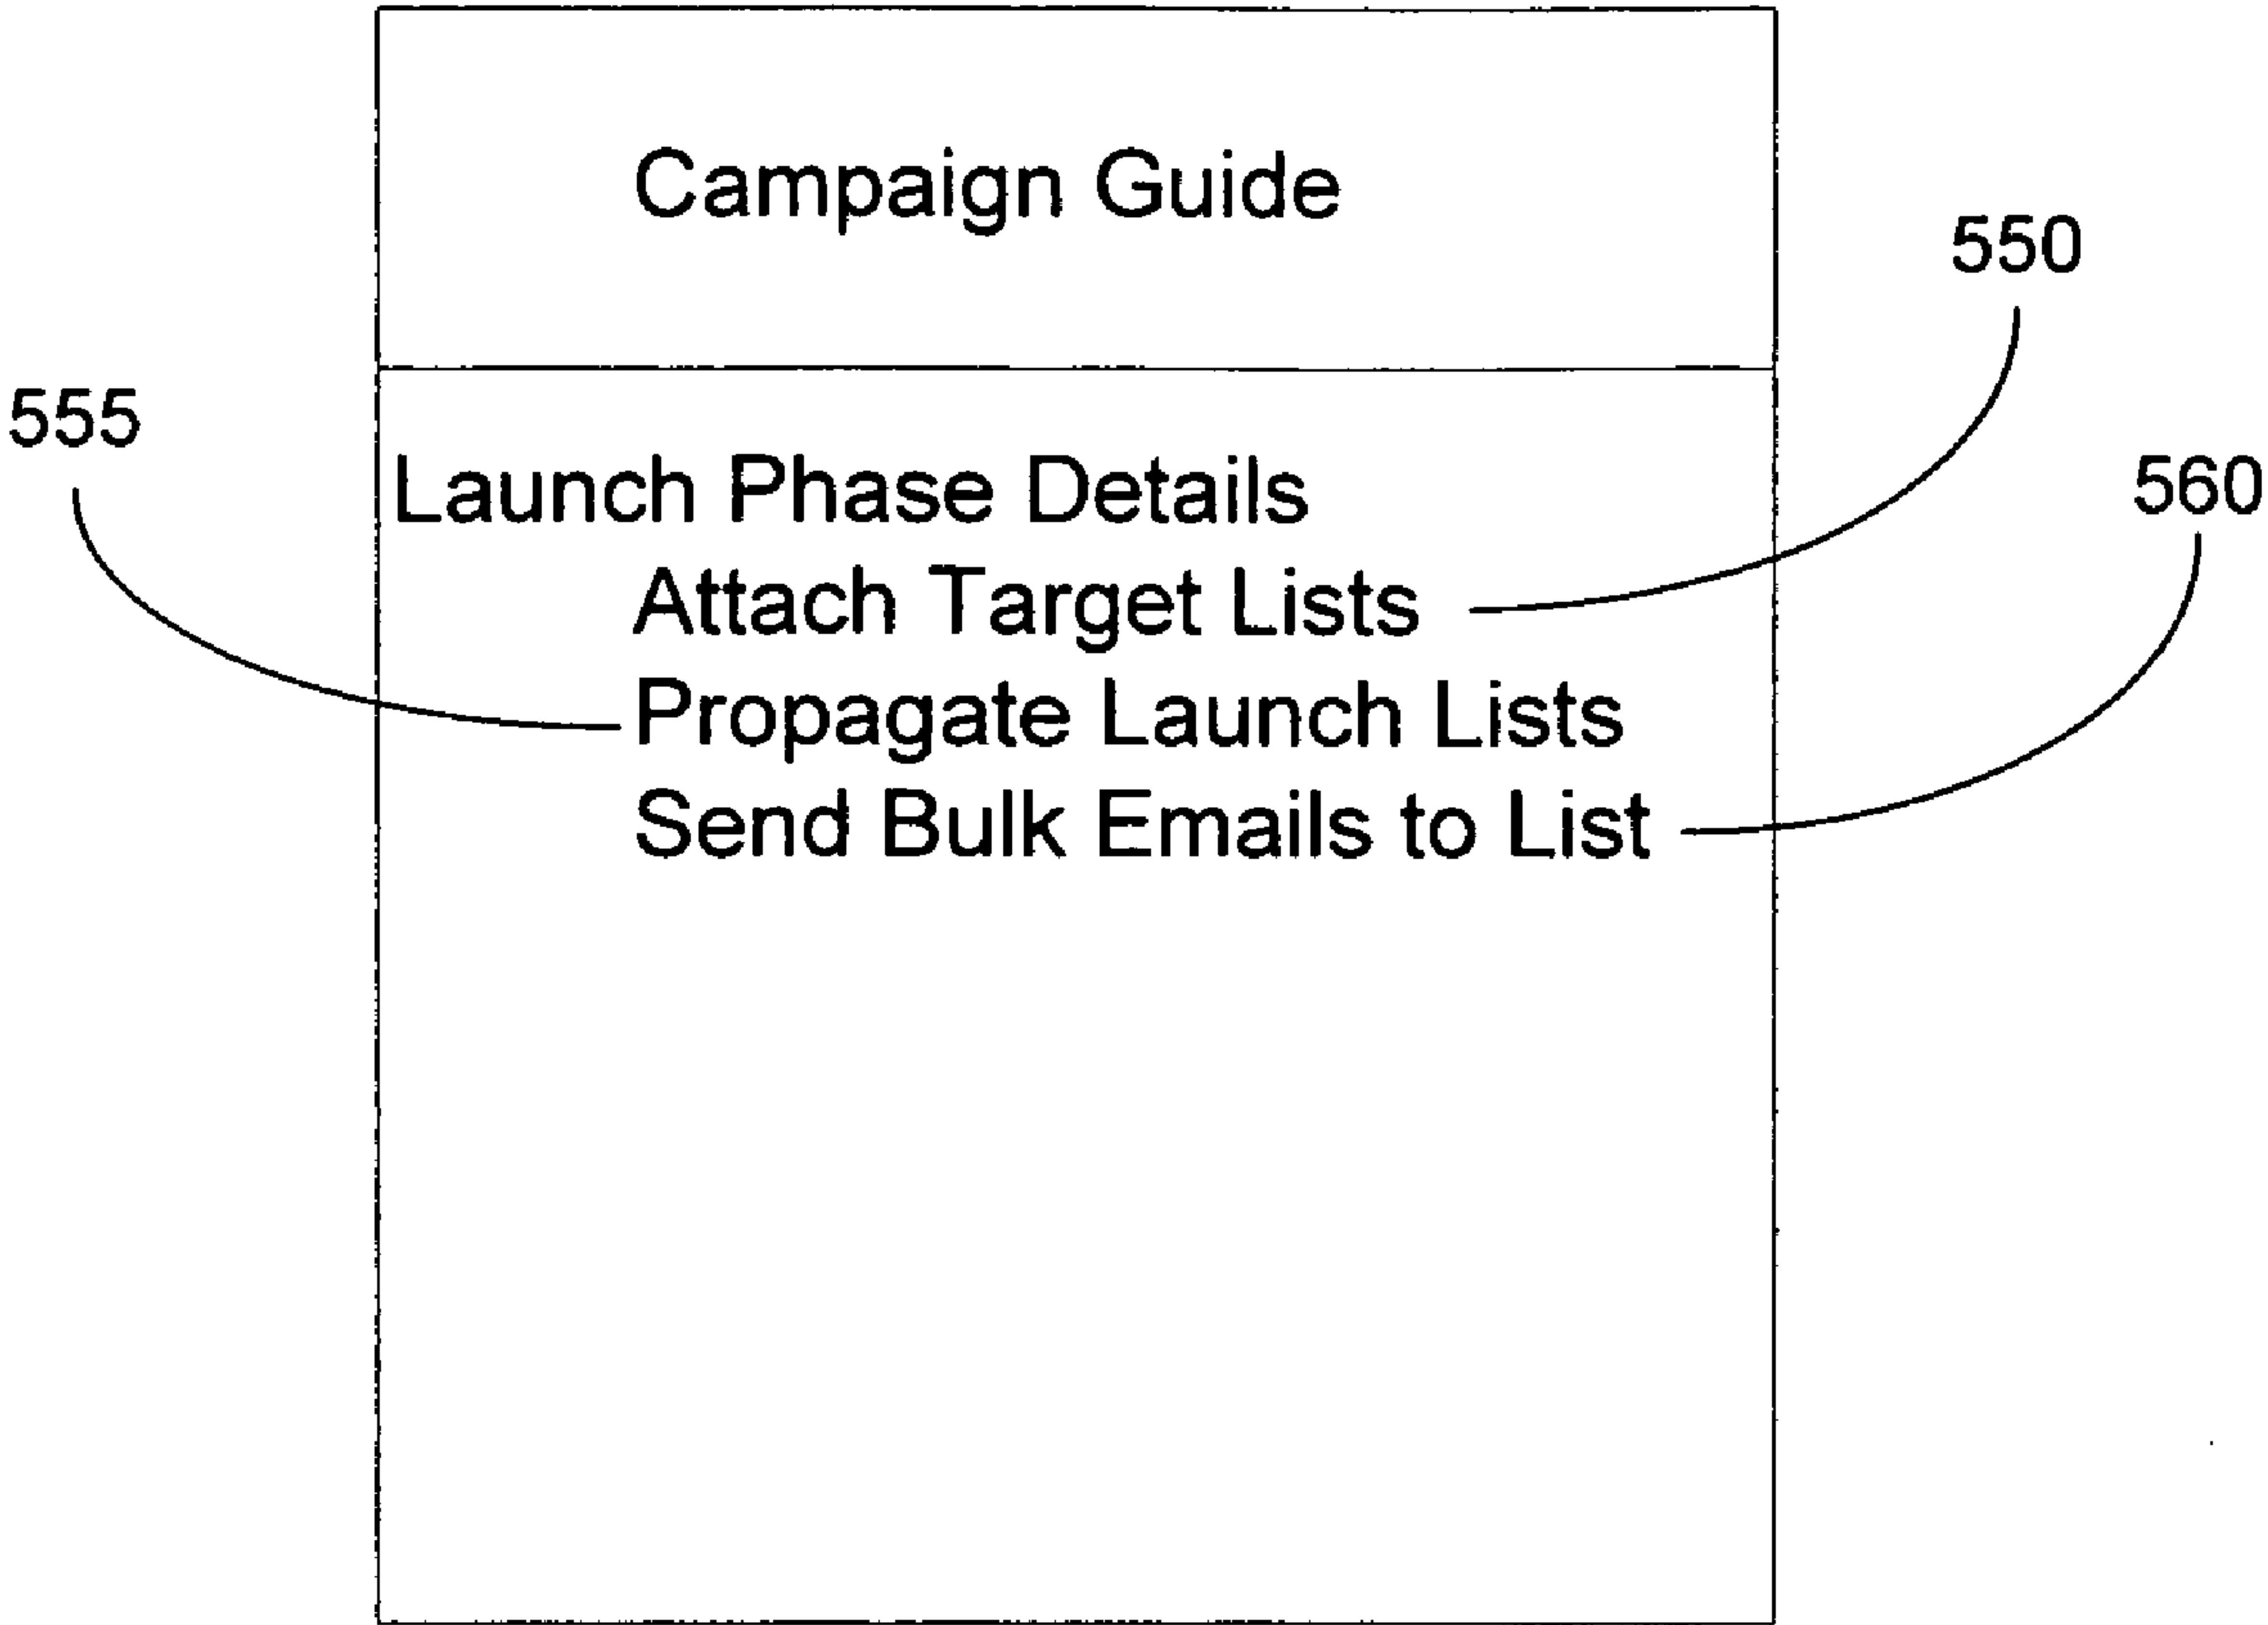 Campaign Guide
550
555
Launch Phase Details
560
Attach Target Lists
Propagate Launch Lists
Send Bulk Emails to List